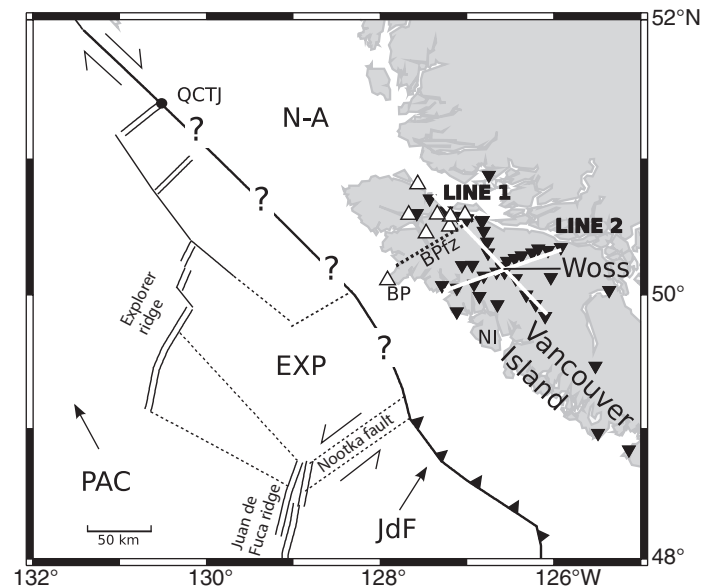 52°N
QCTJ
?
N-A
LINE 1
?
LINE 2
BPfz
Woss
?
BP
50°N
Explorer
ridge
NI
Vancouver
Island
?
EXP
Nootka fault
PAC
Juan de
Fuca ridge
JdF
50 km
48°N
132°
130°
128°
126°W